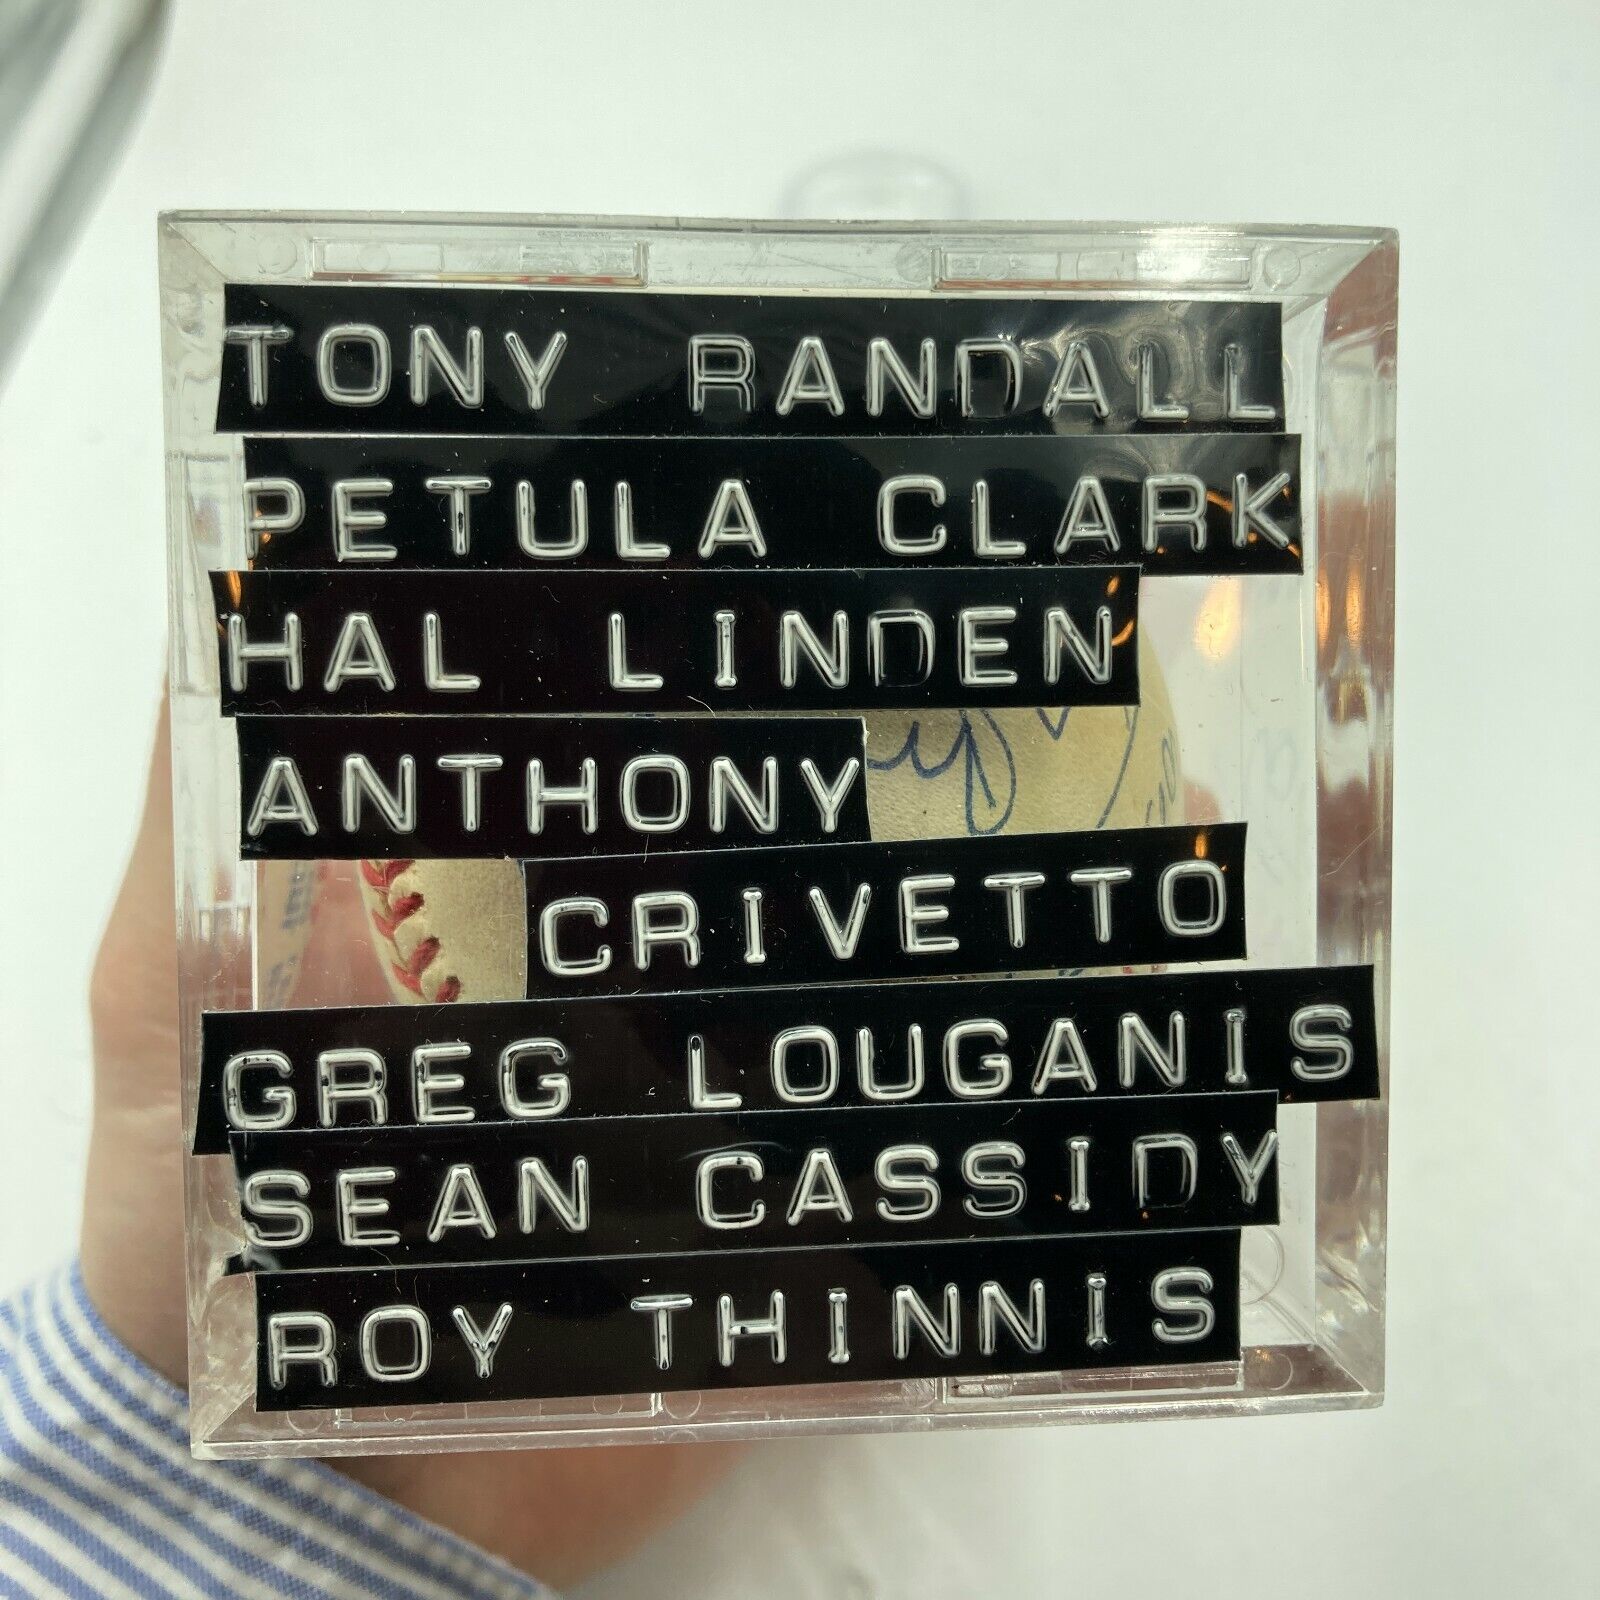 TONY RANDALL
PETULA CLARK
HAL LINDEN
ANTHONY
CRIVETTO
GREG LOUGANIS
SEAN CASSIDY
ROY THINNIS